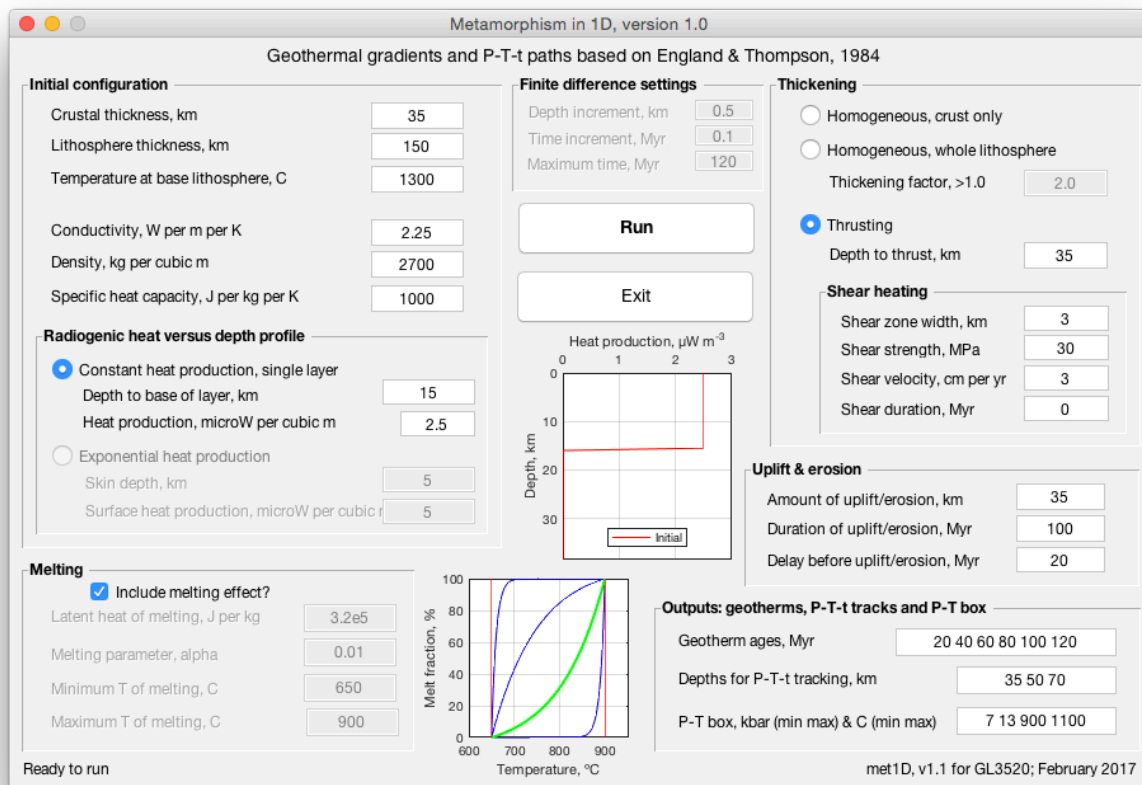 Metamorphism in 1D, version 1.0
Geothermal gradients and P-T-t paths based on England & Thompson, 1984
Initial configuration
Crustal thickness, km 35
Lithosphere thickness, km 150
Temperature at base lithosphere, C 1300
Conductivity, W per m per K 2.25
Density, kg per cubic m 2700
Specific heat capacity, J per kg per K 1000
Radiogenic heat versus depth profile
Constant heat production, single layer
Depth to base of layer, km 15
Heat production, microW per cubic m 2.5
Exponential heat production
Skin depth, km 5
Surface heat production, microW per cubic 5
Melting
Include melting effect?
Latent heat of melting, J per kg 3.2e5
Melting parameter, alpha 0.01
Minimum T of melting, C 650
Maximum T of melting, C 900
Ready to run
Finite difference settings
Depth increment, km 0.5
Time increment, Myr 0.1
Maximum time, Myr 120
Run
Exit
Heat production, µW m⁻³
0 1 2 3
0
10
20
30
Depth, km
Initial
100
80
60
40
20
0
Melt fraction, %
600 700 800 900
Temperature, ºC
Thickening
Homogeneous, crust only
Homogeneous, whole lithosphere
Thickening factor, >1.0 2.0
Thrusting
Depth to thrust, km 35
Shear heating
Shear zone width, km 3
Shear strength, MPa 30
Shear velocity, cm per yr 3
Shear duration, Myr 0
Uplift & erosion
Amount of uplift/erosion, km 35
Duration of uplift/erosion, Myr 100
Delay before uplift/erosion, Myr 20
Outputs: geotherms, P-T-t tracks and P-T box
Geotherm ages, Myr 20 40 60 80 100 120
Depths for P-T-t tracking, km 35 50 70
P-T box, kbar (min max) & C (min max) 7 13 900 1100
met1D, v1.1 for GL3520; February 2017